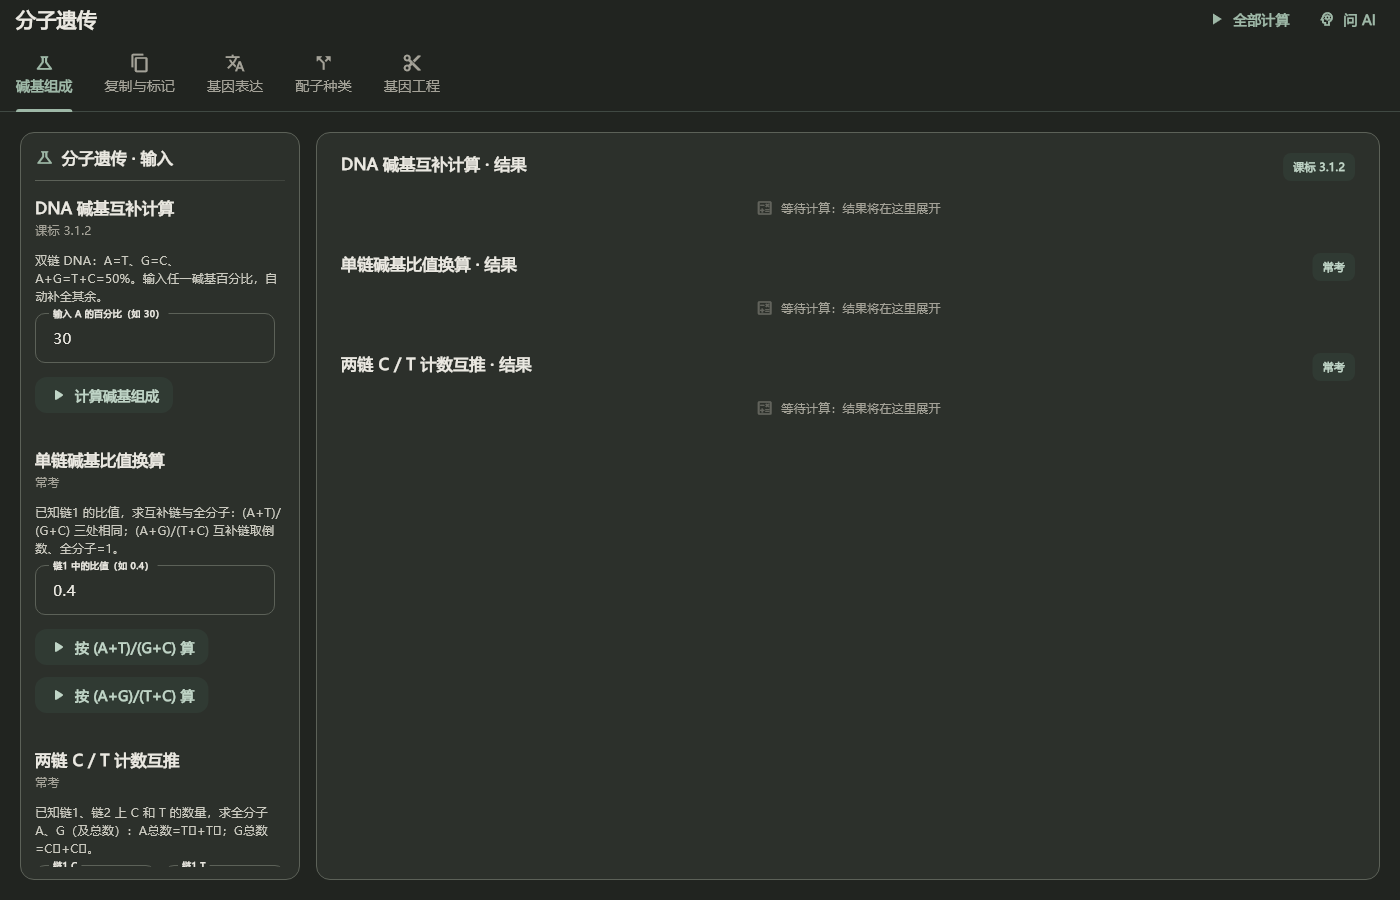 分子遗传
全部计算
问 AI
碱基组成
复制与标记
基因表达
配子种类
基因工程
分子遗传 · 输入
DNA 碱基互补计算
课标 3.1.2
双链 DNA：A=T、G=C、
A+G=T+C=50%。输入任一碱基百分比，自
动补全其余。
输入 A 的百分比（如 30）
30
计算碱基组成
单链碱基比值换算
常考
已知链1 的比值，求互补链与全分子：(A+T)/
(G+C) 三处相同；(A+G)/(T+C) 互补链取倒
数、全分子=1。
链1 中的比值（如 0.4）
0.4
按 (A+T)/(G+C) 算
按 (A+G)/(T+C) 算
两链 C / T 计数互推
常考
已知链1、链2 上 C 和 T 的数量，求全分子
A、G（及总数）：A总数=T▯+T▯；G总数
=C▯+C▯。
链1 C
链1 T
DNA 碱基互补计算 · 结果
课标 3.1.2
等待计算：结果将在这里展开
单链碱基比值换算 · 结果
常考
等待计算：结果将在这里展开
两链 C / T 计数互推 · 结果
常考
等待计算：结果将在这里展开